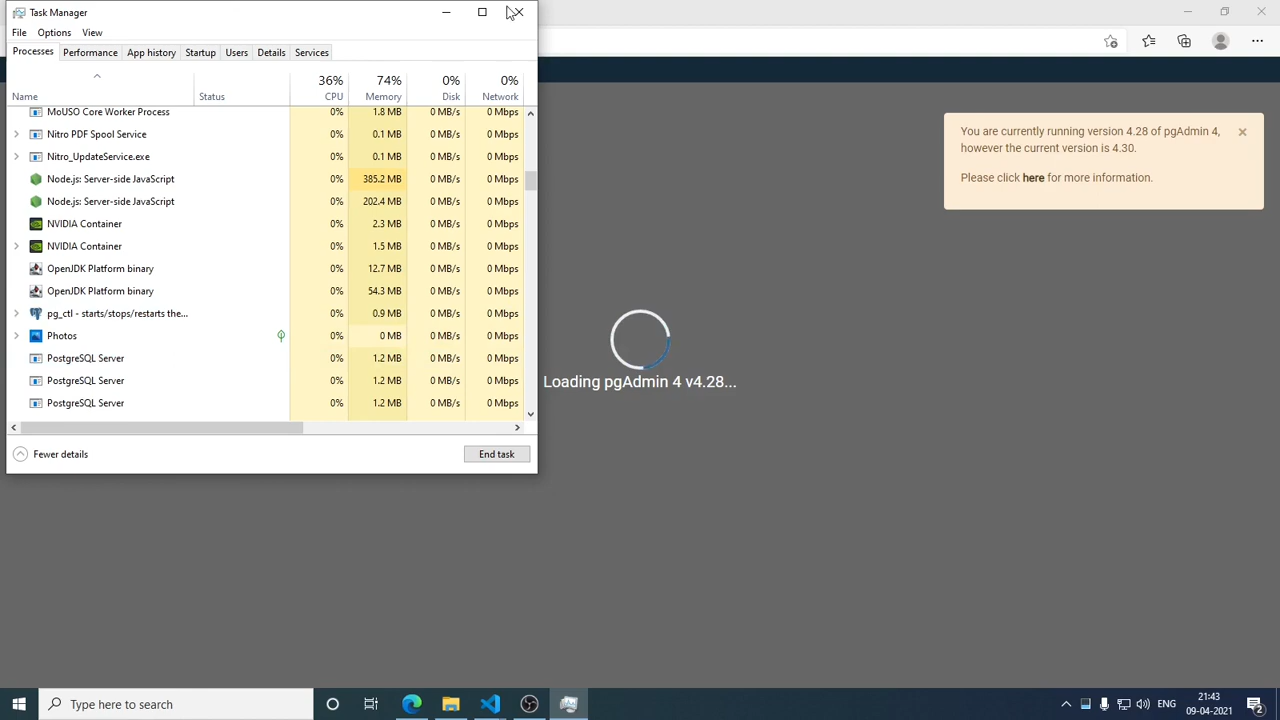 Task Manager
File Options View
Processes Performance App history Startup Users Details Services
36% 74% 0% 0%
Name Status CPU Memory Disk Network
MoUSO Core Worker Process 0% 1.8 MB 0 MB/s 0 Mbps
Nitro PDF Spool Service 0% 0.1 MB 0 MB/s 0 Mbps
Nitro_UpdateService.exe 0% 0.1 MB 0 MB/s 0 Mbps
Node.js: Server-side JavaScript 0% 385.2 MB 0 MB/s 0 Mbps
Node.js: Server-side JavaScript 0% 202.4 MB 0 MB/s 0 Mbps
NVIDIA Container 0% 2.3 MB 0 MB/s 0 Mbps
NVIDIA Container 0% 1.5 MB 0 MB/s 0 Mbps
OpenJDK Platform binary 0% 12.7 MB 0 MB/s 0 Mbps
OpenJDK Platform binary 0% 54.3 MB 0 MB/s 0 Mbps
pg_ctl - starts/stops/restarts the... 0% 0.9 MB 0 MB/s 0 Mbps
Photos 0% 0 MB 0 MB/s 0 Mbps
PostgreSQL Server 0% 1.2 MB 0 MB/s 0 Mbps
PostgreSQL Server 0% 1.2 MB 0 MB/s 0 Mbps
PostgreSQL Server 0% 1.2 MB 0 MB/s 0 Mbps
Fewer details End task
You are currently running version 4.28 of pgAdmin 4,
however the current version is 4.30.
Please click here for more information.
Loading pgAdmin 4 v4.28...
Type here to search
ENG
21:43
09-04-2021
2